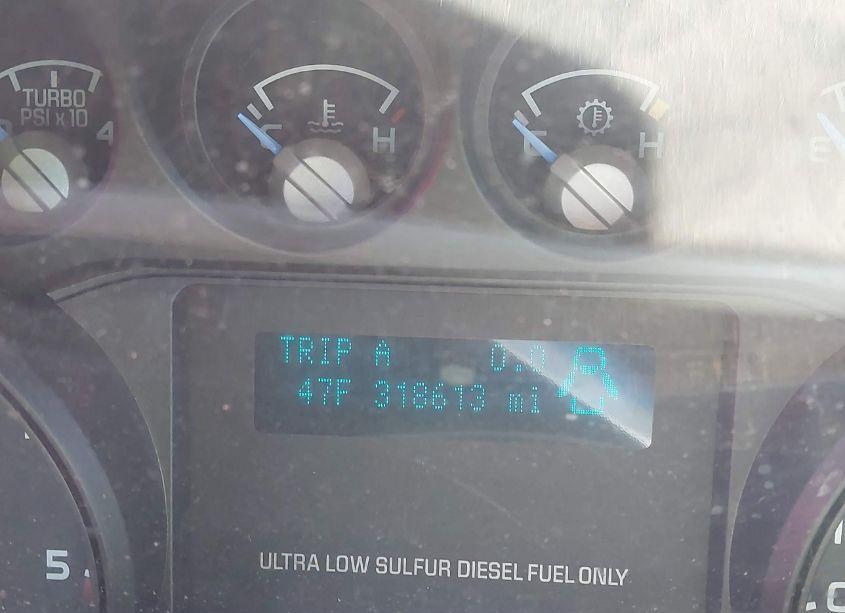 TURBO
PSI x 10
4
C
H
C
H
E
TRIP A 0.0
47F 318613 mi
5
ULTRA LOW SULFUR DIESEL FUEL ONLY